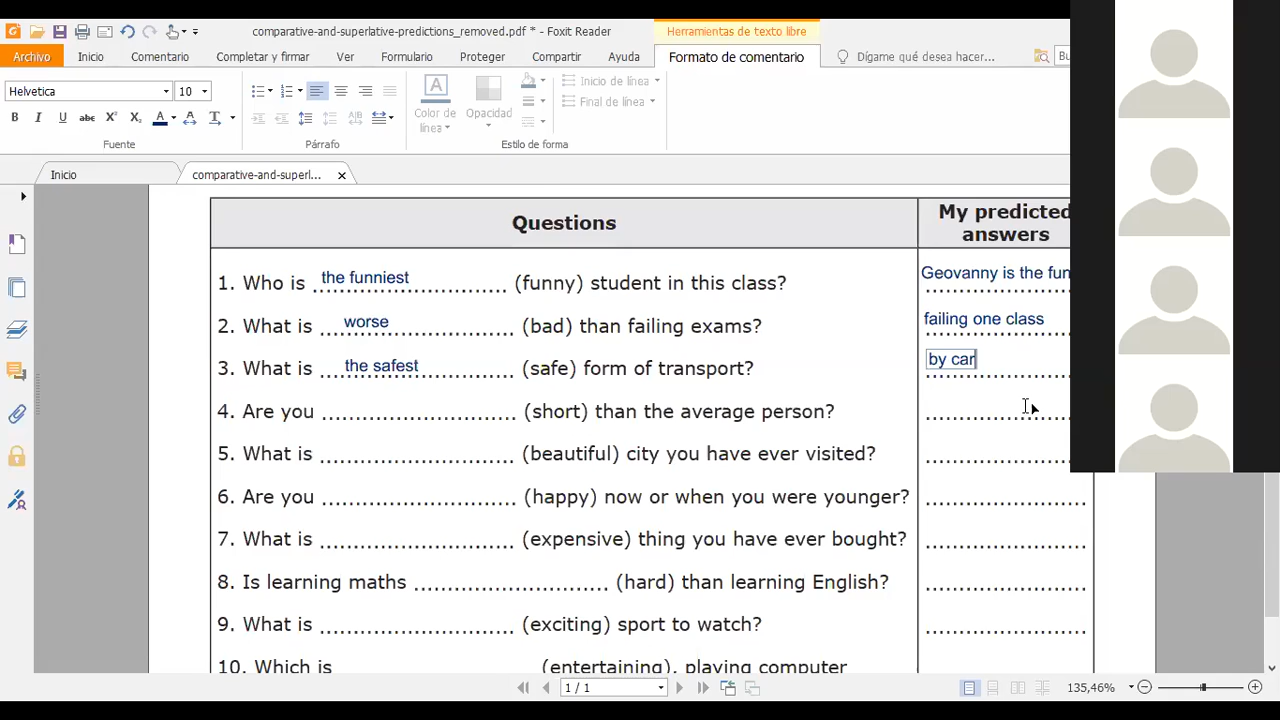 comparative-and-superlative-predictions_removed.pdf * - Foxit Reader
Herramientas de texto libre
Archivo Inicio Comentario Completar y firmar Ver Formulario Proteger Compartir Ayuda Formato de comentario Dígame qué desea hacer...
Helvetica 10
Inicio de línea
Final de línea
Color de línea
Opacidad
Fuente Párrafo Estilo de forma
Inicio comparative-and-superl...
Questions
My predicted
answers
1. Who is the funniest (funny) student in this class? Geovanny is the fun
2. What is worse (bad) than failing exams? failing one class
3. What is the safest (safe) form of transport? by car
4. Are you .................................. (short) than the average person? ............................
5. What is .................................. (beautiful) city you have ever visited? ............................
6. Are you .................................. (happy) now or when you were younger? ............................
7. What is .................................. (expensive) thing you have ever bought? ............................
8. Is learning maths .................................. (hard) than learning English? ............................
9. What is .................................. (exciting) sport to watch? ............................
10. Which is (entertaining), playing computer
1 / 1 135,46%